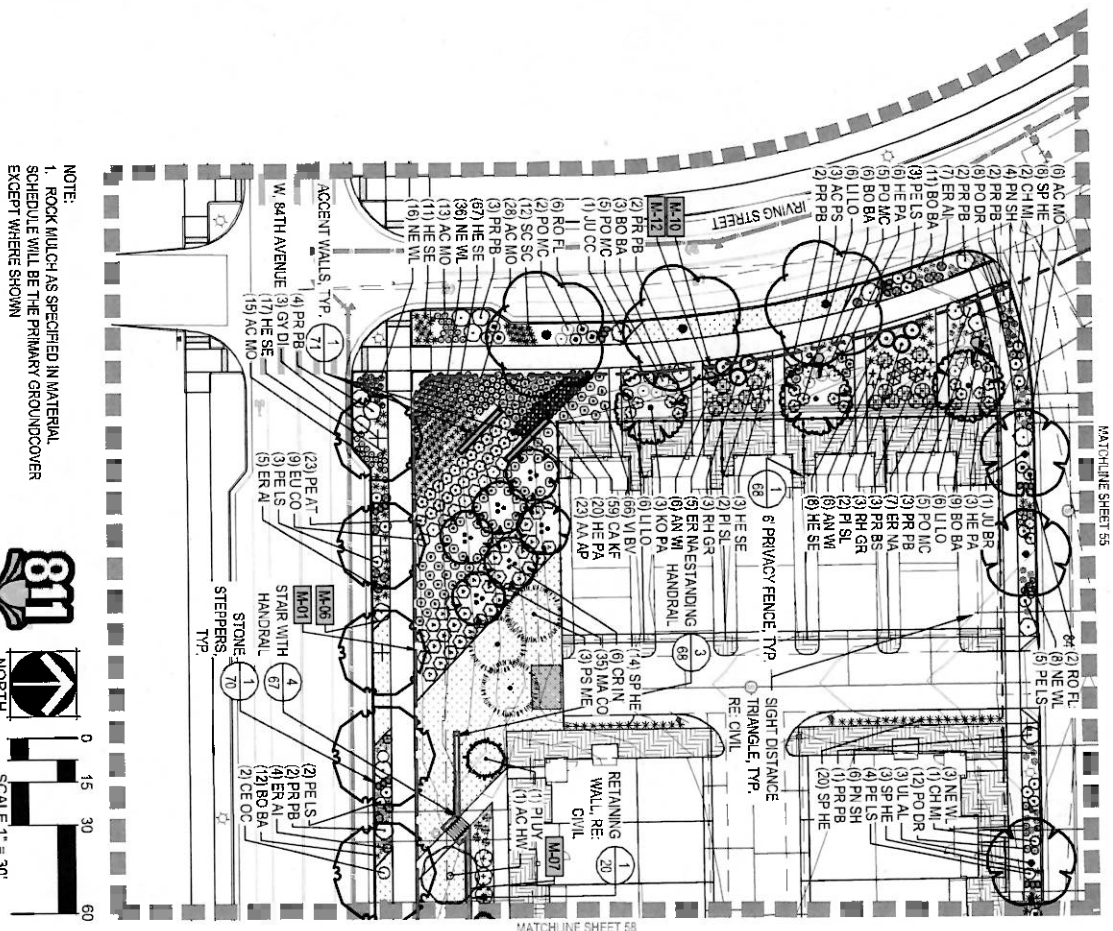 MATCHLINE SHEET 55
MATCHLINE SHEET 58
(6) AC MO
(8) SP HE
(2) CH MI
(4) PN SH
(2) PR PB
(8) PO DR
(2) PR PB
(7) ER AI
(11) BO BA
(3) PE LS
(6) HE PA
(5) PO MC
(6) BO BA
(6) LI LO
(3) AC PS
(2) PR PB
IRVING STREET
M-10
M-12
(2) PR PB
(3) BO BA
(5) PO MC
(1) JU CC
(6) RO FL
(2) PO MC
(12) SC SC
(28) AC MO
(3) PR PB
(67) HE SE
(36) NE WL
(13) AC MO
(11) HE SE
(16) NE WL
ACCENT WALLS, TYP.
1
71
W. 84TH AVENUE
(4) PR PB
(3) GY DI
(17) HE SE
(15) AC MO
(1) JU BR
(3) HE PA
(9) BO BA
(6) LI LO
(5) PO MC
(3) PR PB
(7) ER NA
(3) PR BS
(3) RH GR
(2) PI SL
(6) AN WI
(8) HE SE
6' PRIVACY FENCE, TYP.
1
68
(3) HE SE
(2) PI SL
(3) RH GR
(5) ER NAESTANDING
(6) AN WI HANDRAIL
3
68
(6) LI LO
(66) VI BV
(3) KO PA
(59) CA KF
(20) HE PA
(23) AA AP
(14) SP HE
(6) CR IN
(35) MA CO
(3) PS ME
(23) PE AT
(9) EU CO
(3) PE LS
(5) ER AI
M-06
M-01
STAIR WITH
HANDRAIL
4
67
STONE
STEPPERS,
TYP.
1
70
(2) PE LS
(2) PR PB
(4) ER AI
(12) BO BA
(2) CE OC
SIGHT DISTANCE
TRIANGLE, TYP.
RE: CIVIL
84
(2) RO FL
(8) NE WL
(5) PE LS
(3) NE WL
(1) CH MI
(12) PO DR
(3) UL AL
(3) SP HE
(4) PE LS
(6) PN SH
(1) PR PB
(20) SP HE
RETAINING
WALL, RE:
CIVIL
1
20
M-07
(1) PI UY
(1) AC HW
NOTE:
1. ROCK MULCH AS SPECIFIED IN MATERIAL
SCHEDULE WILL BE THE PRIMARY GROUNDCOVER
EXCEPT WHERE SHOWN
811
NORTH
0 15 30 60
SCALE 1" = 30'